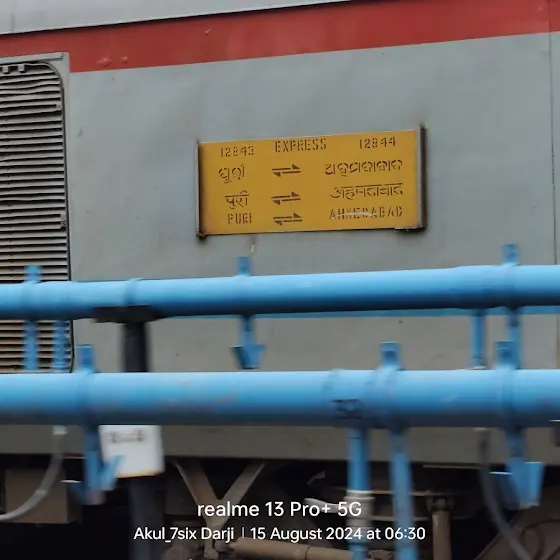 12843 EXPRESS 12844
ପୁରୀ ⇌ ଅହମଦାବାଦ
पुरी ⇌ अहमदाबाद
PURI ⇌ AHMEDABAD
realme 13 Pro+ 5G
Akul_7six Darji | 15 August 2024 at 06:30